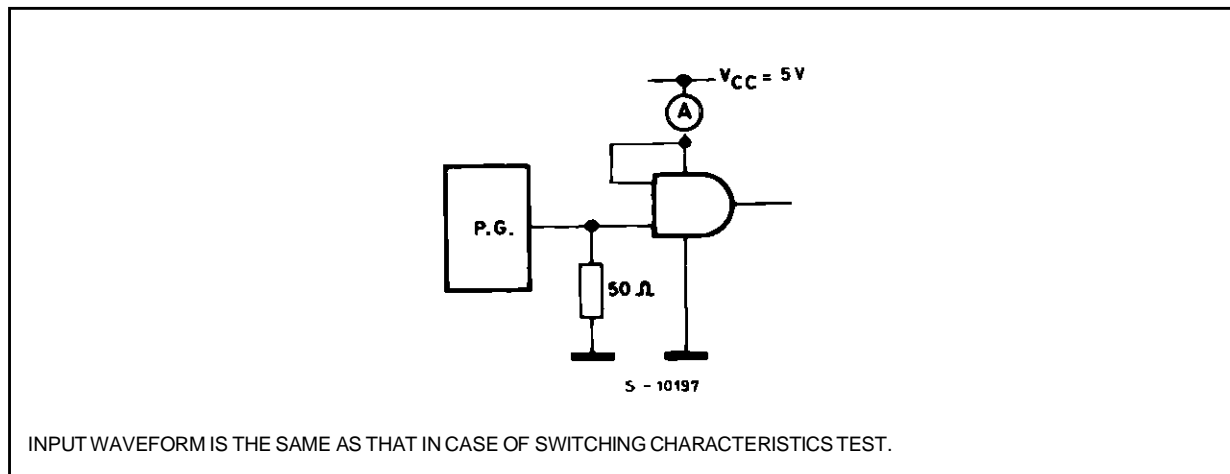 VCC = 5V
A
P.G.
50 Ω
S - 10197
INPUT WAVEFORM IS THE SAME AS THAT IN CASE OF SWITCHING CHARACTERISTICS TEST.